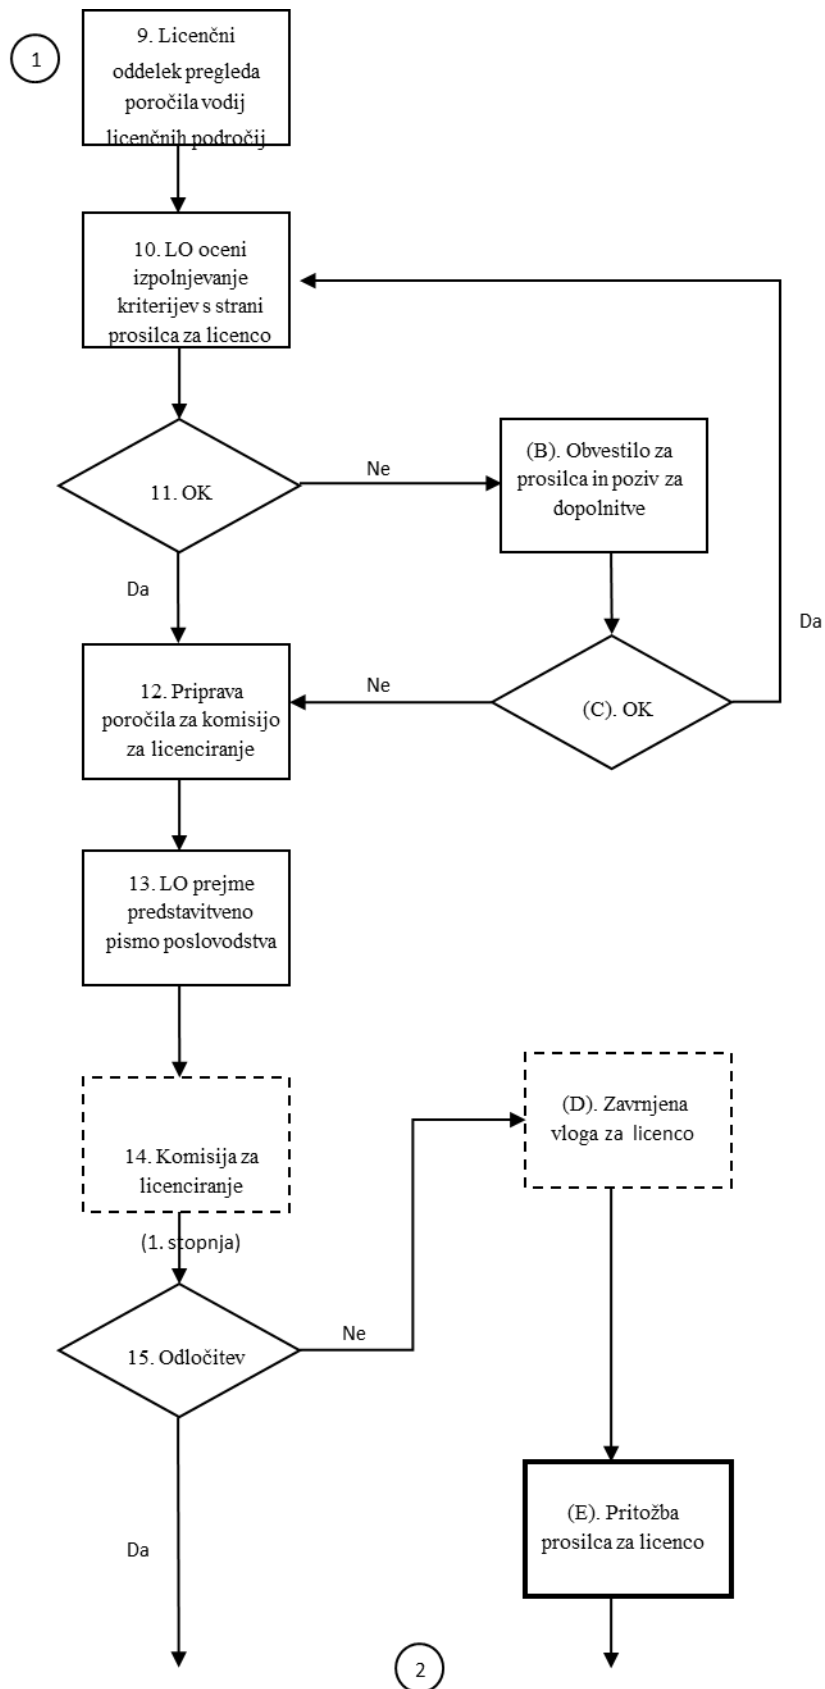 1
9. Licenčni
oddelek pregleda
poročila vodij
licenčnih področij
10. LO oceni
izpolnjevanje
kriterijev s strani
prosilca za licenco
11. OK
Ne
(B). Obvestilo za
prosilca in poziv za
dopolnitve
Da
Da
12. Priprava
poročila za komisijo
za licenciranje
Ne
(C). OK
13. LO prejme
predstavitveno
pismo poslovodstva
14. Komisija za
licenciranje
(1. stopnja)
(D). Zavrnjena
vloga za licenco
15. Odločitev
Ne
Da
(E). Pritožba
prosilca za licenco
2